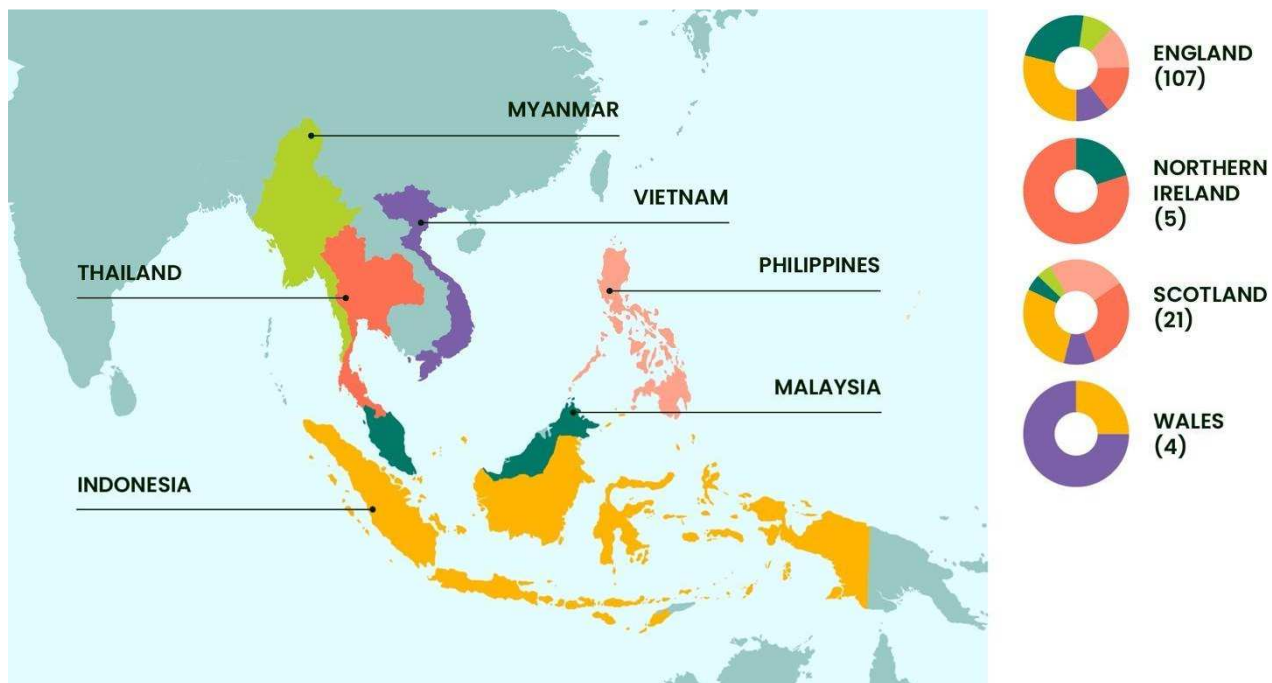 MYANMAR
VIETNAM
THAILAND
PHILIPPINES
MALAYSIA
INDONESIA
ENGLAND
(107)
NORTHERN
IRELAND
(5)
SCOTLAND
(21)
WALES
(4)